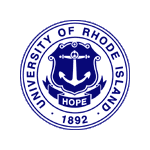 UNIVERSITY OF RHODE ISLAND
HOPE
· 1892 ·